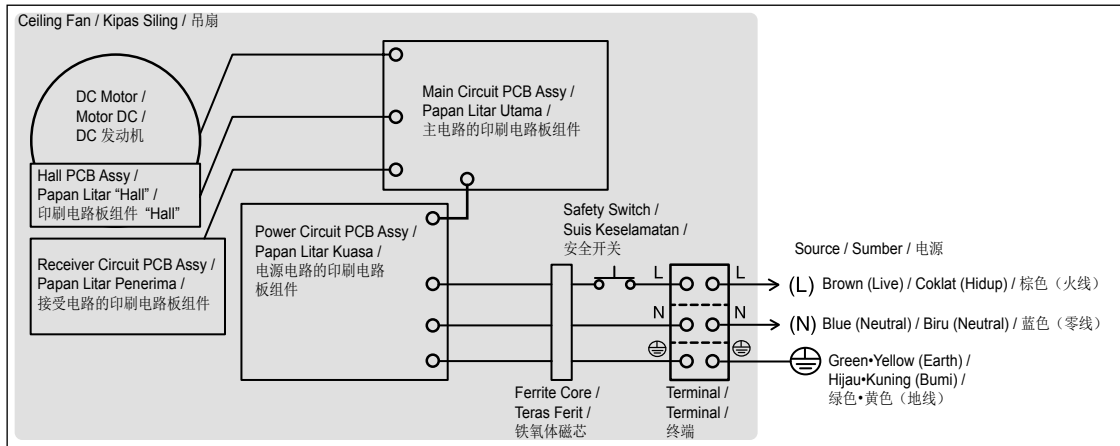 Ceiling Fan / Kipas Siling / 吊扇
DC Motor /
Motor DC /
DC 发动机
Hall PCB Assy /
Papan Litar “Hall” /
印刷电路板组件 “Hall”
Receiver Circuit PCB Assy /
Papan Litar Penerima /
接受电路的印刷电路板组件
Main Circuit PCB Assy /
Papan Litar Utama /
主电路的印刷电路板组件
Power Circuit PCB Assy /
Papan Litar Kuasa /
电源电路的印刷电路
板组件
Safety Switch /
Suis Keselamatan /
安全开关
Ferrite Core /
Teras Ferit /
铁氧体磁芯
Terminal /
Terminal /
终端
L
L
N
N
Source / Sumber / 电源
(L) Brown (Live) / Coklat (Hidup) / 棕色（火线）
(N) Blue (Neutral) / Biru (Neutral) / 蓝色（零线）
Green•Yellow (Earth) /
Hijau•Kuning (Bumi) /
绿色•黄色（地线）